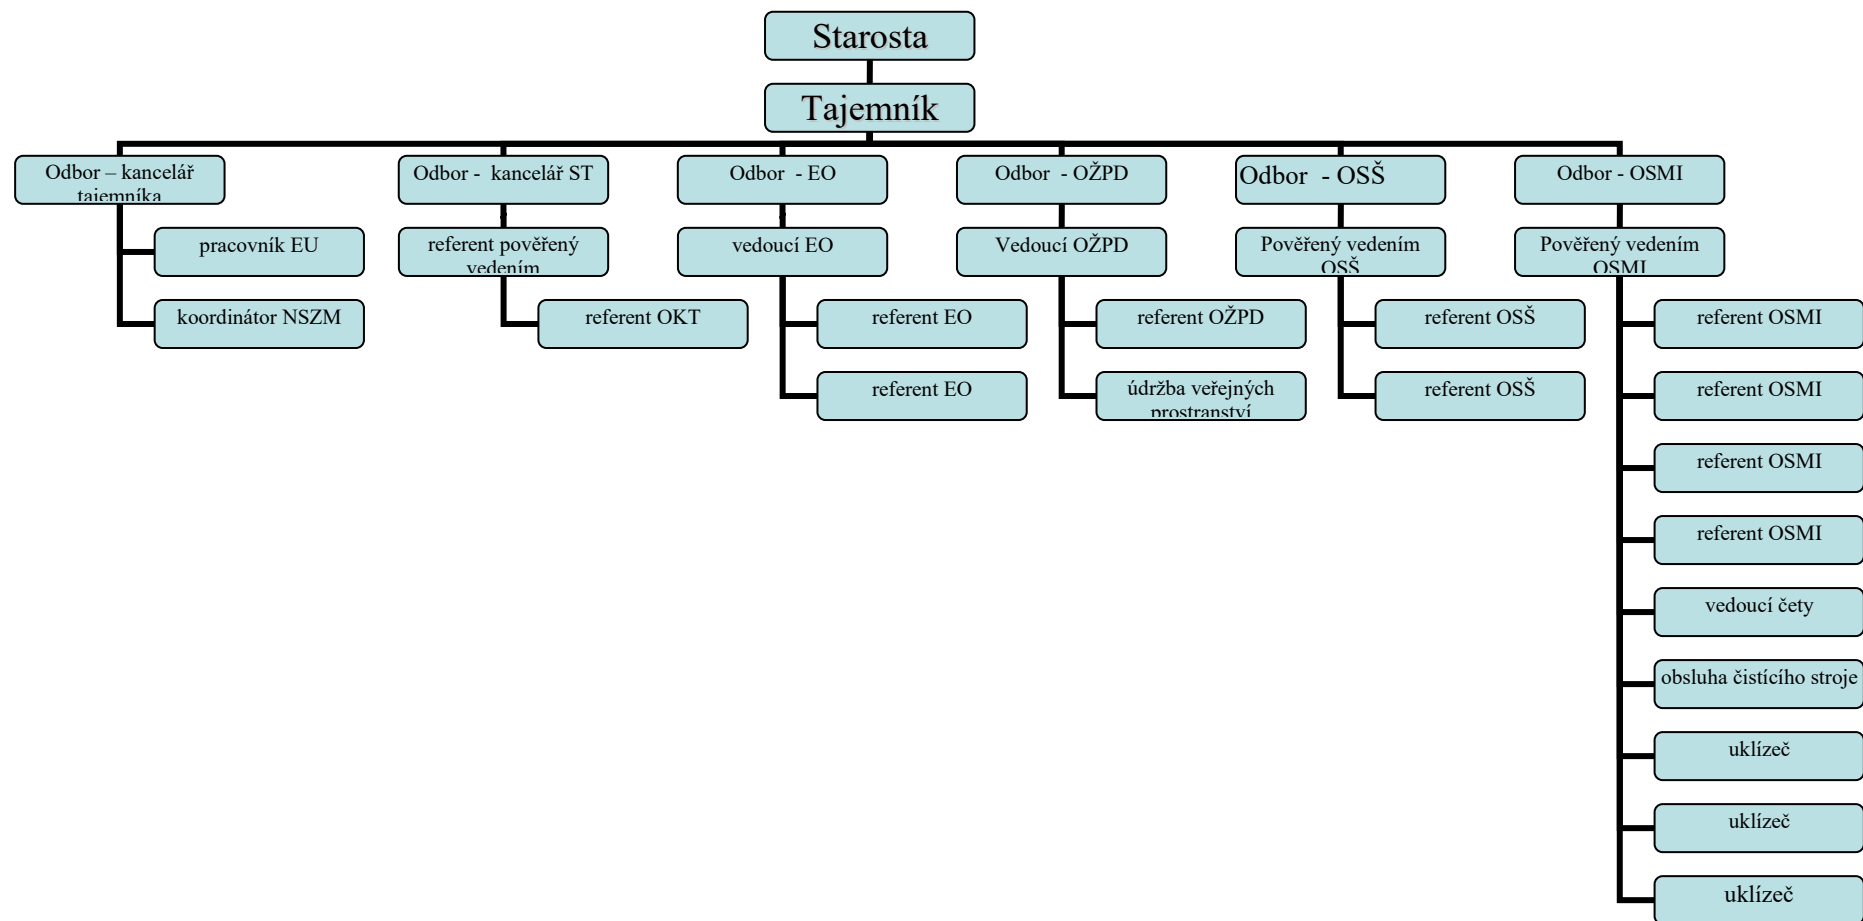 Starosta
Tajemník
Odbor – kancelář
tajemníka
Odbor - kancelář ST
Odbor - EO
Odbor - OŽPD
Odbor - OSŠ
Odbor - OSMI
pracovník EU
referent pověřený
vedením
vedoucí EO
Vedoucí OŽPD
Pověřený vedením
OSŠ
Pověřený vedením
OSMI
koordinátor NSZM
referent OKT
referent EO
referent OŽPD
referent OSŠ
referent OSMI
referent EO
údržba veřejných
prostranství
referent OSŠ
referent OSMI
referent OSMI
referent OSMI
vedoucí čety
obsluha čistícího stroje
uklízeč
uklízeč
uklízeč